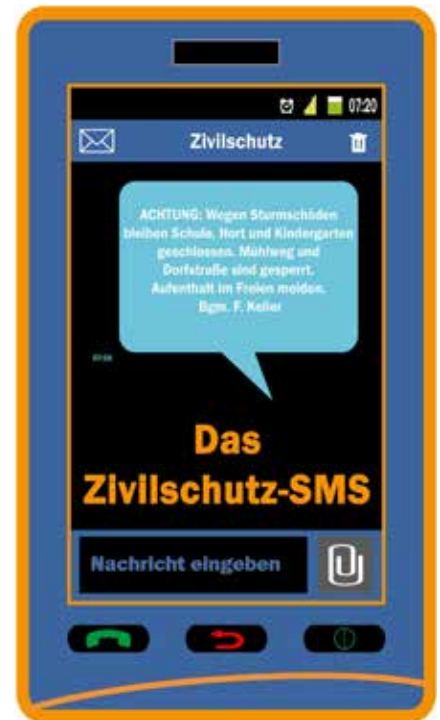 07:20
Zivilschutz
ACHTUNG: Wegen Sturmschäden
bleiben Schule, Hort und Kindergarten
geschlossen. Mühlweg und
Dorfstraße sind gesperrt.
Aufenthalt im Freien meiden.
Bgm. F. Keller
Das
Zivilschutz-SMS
Nachricht eingeben